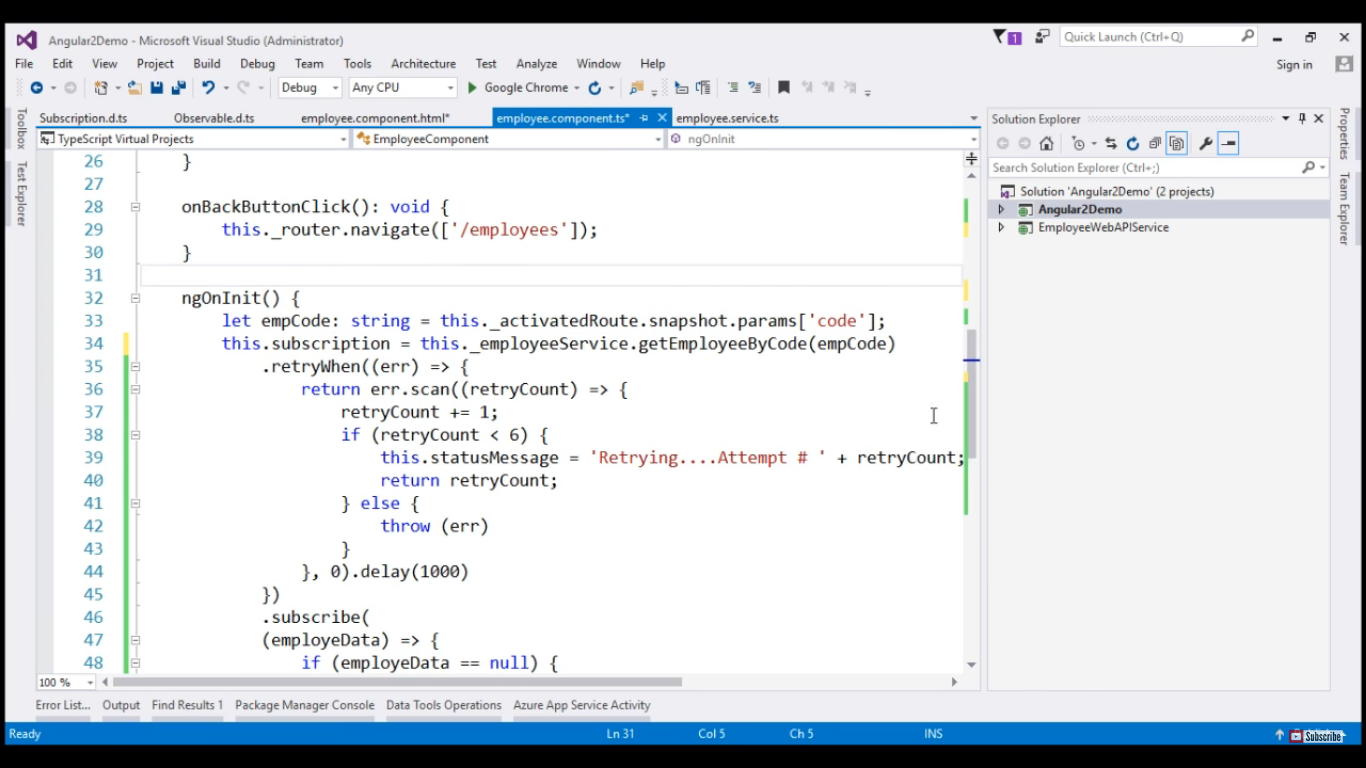 Angular2Demo - Microsoft Visual Studio (Administrator)
1
Quick Launch (Ctrl+Q)
File Edit View Project Build Debug Team Tools Architecture Test Analyze Window Help
Sign in
Debug Any CPU Google Chrome
Toolbox
Test Explorer
Subscription.d.ts Observable.d.ts employee.component.html* employee.component.ts* employee.service.ts
TypeScript Virtual Projects EmployeeComponent ngOnInit
26 }
27
28 onBackButtonClick(): void {
29 this._router.navigate(['/employees']);
30 }
31
32 ngOnInit() {
33 let empCode: string = this._activatedRoute.snapshot.params['code'];
34 this.subscription = this._employeeService.getEmployeeByCode(empCode)
35 .retryWhen((err) => {
36 return err.scan((retryCount) => {
37 retryCount += 1;
38 if (retryCount < 6) {
39 this.statusMessage = 'Retrying....Attempt # ' + retryCount;
40 return retryCount;
41 } else {
42 throw (err)
43 }
44 }, 0).delay(1000)
45 })
46 .subscribe(
47 (employeData) => {
48 if (employeData == null) {
100 %
Solution Explorer
Search Solution Explorer (Ctrl+;)
Solution 'Angular2Demo' (2 projects)
Angular2Demo
EmployeeWebAPIService
Properties
Team Explorer
Error List... Output Find Results 1 Package Manager Console Data Tools Operations Azure App Service Activity
Ready Ln 31 Col 5 Ch 5 INS
Subscribe